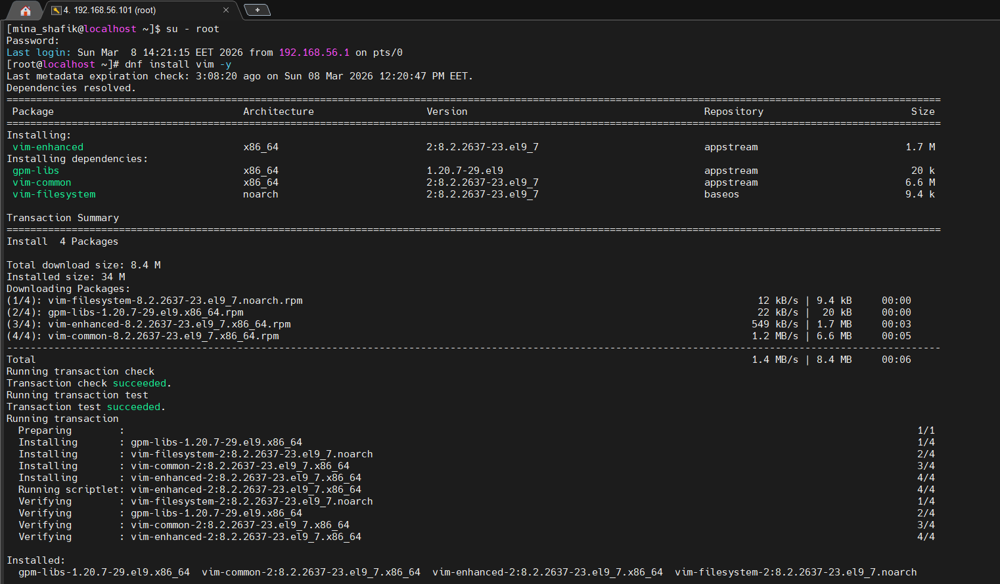 4. 192.168.56.101 (root)
[mina_shafik@localhost ~]$ su - root
Password:
Last login: Sun Mar  8 14:21:15 EET 2026 from 192.168.56.1 on pts/0
[root@localhost ~]# dnf install vim -y
Last metadata expiration check: 3:08:20 ago on Sun 08 Mar 2026 12:20:47 PM EET.
Dependencies resolved.
================================================================================
Package Architecture Version Repository Size
================================================================================
Installing:
vim-enhanced x86_64 2:8.2.2637-23.el9_7 appstream 1.7 M
Installing dependencies:
gpm-libs x86_64 1.20.7-29.el9 appstream 20 k
vim-common x86_64 2:8.2.2637-23.el9_7 appstream 6.6 M
vim-filesystem noarch 2:8.2.2637-23.el9_7 baseos 9.4 k
Transaction Summary
================================================================================
Install  4 Packages
Total download size: 8.4 M
Installed size: 34 M
Downloading Packages:
(1/4): vim-filesystem-8.2.2637-23.el9_7.noarch.rpm 12 kB/s | 9.4 kB 00:00
(2/4): gpm-libs-1.20.7-29.el9.x86_64.rpm 22 kB/s | 20 kB 00:00
(3/4): vim-enhanced-8.2.2637-23.el9_7.x86_64.rpm 549 kB/s | 1.7 MB 00:03
(4/4): vim-common-8.2.2637-23.el9_7.x86_64.rpm 1.2 MB/s | 6.6 MB 00:05
--------------------------------------------------------------------------------
Total 1.4 MB/s | 8.4 MB 00:06
Running transaction check
Transaction check succeeded.
Running transaction test
Transaction test succeeded.
Running transaction
Preparing : 1/1
Installing : gpm-libs-1.20.7-29.el9.x86_64 1/4
Installing : vim-filesystem-2:8.2.2637-23.el9_7.noarch 2/4
Installing : vim-common-2:8.2.2637-23.el9_7.x86_64 3/4
Installing : vim-enhanced-2:8.2.2637-23.el9_7.x86_64 4/4
Running scriptlet: vim-enhanced-2:8.2.2637-23.el9_7.x86_64 4/4
Verifying : vim-filesystem-2:8.2.2637-23.el9_7.noarch 1/4
Verifying : gpm-libs-1.20.7-29.el9.x86_64 2/4
Verifying : vim-common-2:8.2.2637-23.el9_7.x86_64 3/4
Verifying : vim-enhanced-2:8.2.2637-23.el9_7.x86_64 4/4
Installed:
gpm-libs-1.20.7-29.el9.x86_64  vim-common-2:8.2.2637-23.el9_7.x86_64  vim-enhanced-2:8.2.2637-23.el9_7.x86_64  vim-filesystem-2:8.2.2637-23.el9_7.noarch